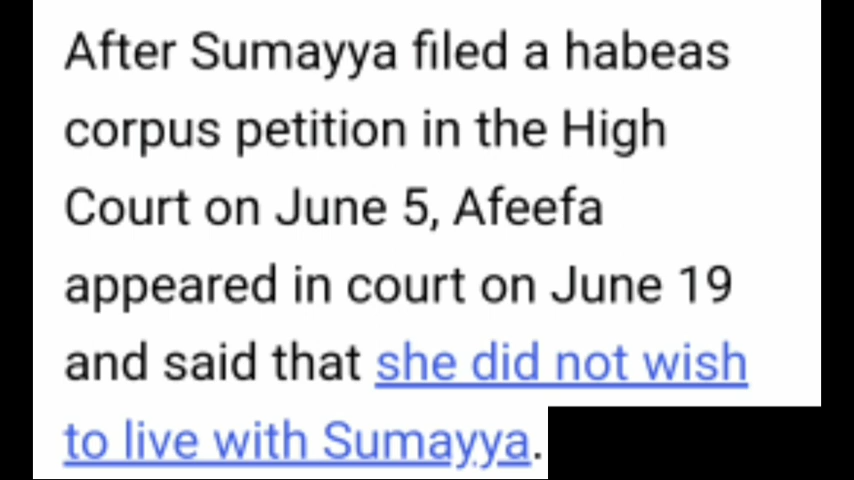 After Sumayya filed a habeas
corpus petition in the High
Court on June 5, Afeefa
appeared in court on June 19
and said that she did not wish
to live with Sumayya.